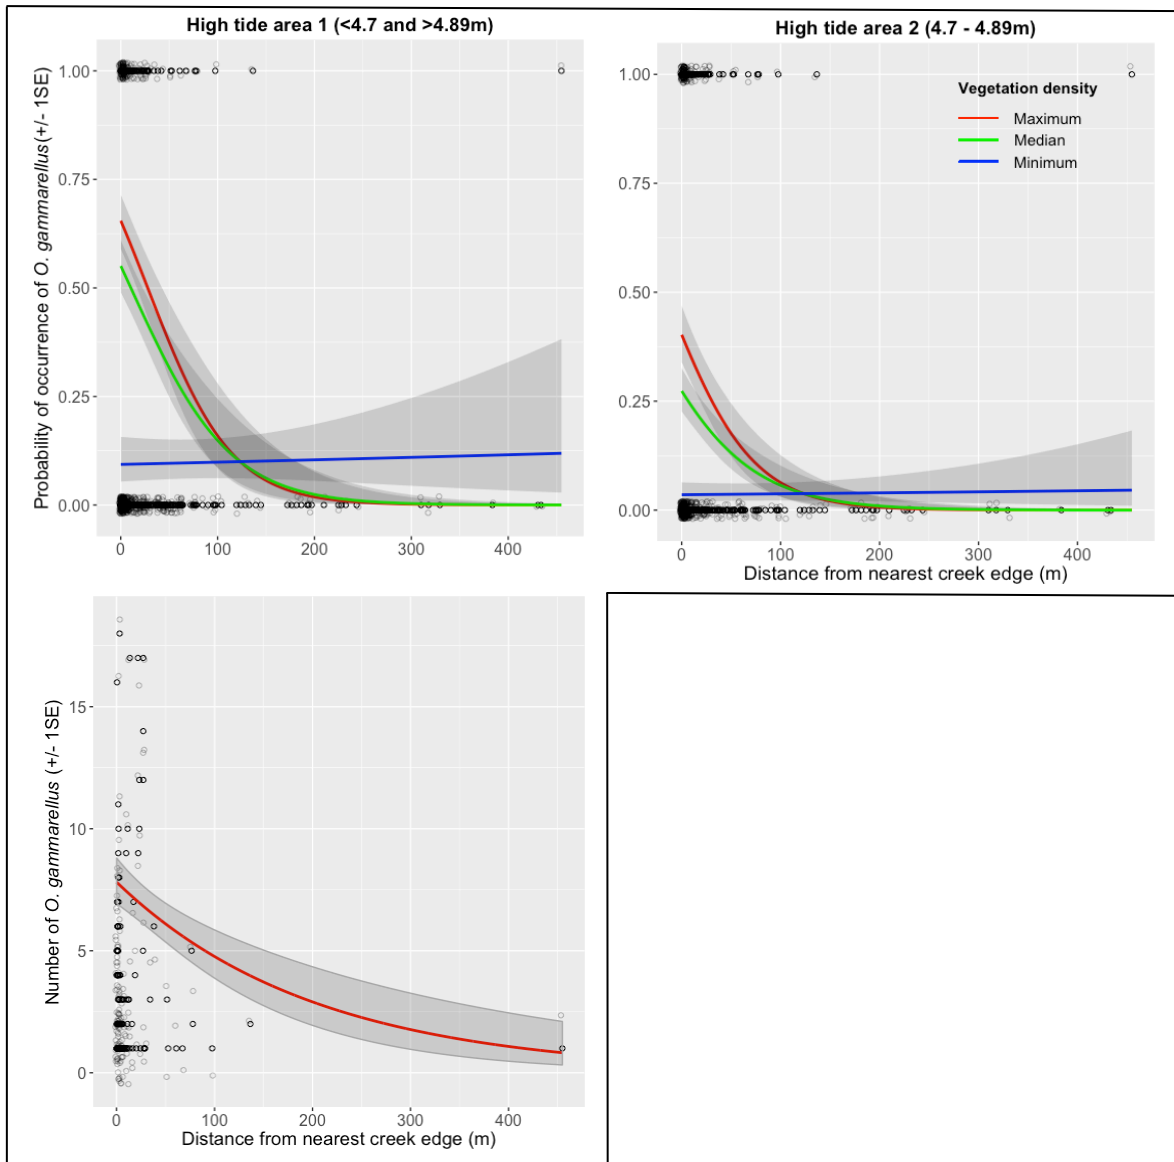 High tide area 1 (<4.7 and >4.89m)
High tide area 2 (4.7 - 4.89m)
Probability of occurrence of O. gammarellus(+/- 1SE)
1.00
0.75
0.50
0.25
0.00
0
100
200
300
400
1.00
0.75
0.50
0.25
0.00
Vegetation density
Maximum
Median
Minimum
0
100
200
300
400
Distance from nearest creek edge (m)
Number of O. gammarellus (+/- 1SE)
15
10
5
0
0
100
200
300
400
Distance from nearest creek edge (m)